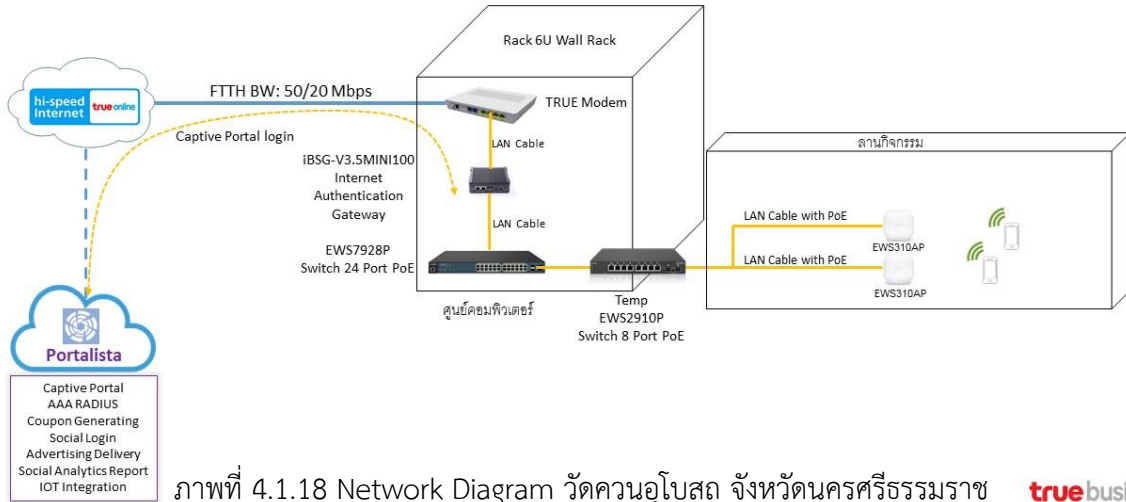 Rack 6U Wall Rack
hi-speed
Internet
true online
FTTH BW: 50/20 Mbps
TRUE Modem
Captive Portal login
LAN Cable
iBSG-V3.5MINI100
Internet
Authentication
Gateway
LAN Cable
EWS7928P
Switch 24 Port PoE
ศูนย์คอมพิวเตอร์
Temp
EWS2910P
Switch 8 Port PoE
ลานกิจกรรม
LAN Cable with PoE
EWS310AP
LAN Cable with PoE
EWS310AP
Portalista
Captive Portal
AAA RADIUS
Coupon Generating
Social Login
Advertising Delivery
Social Analytics Report
IOT Integration
ภาพที่ 4.1.18 Network Diagram วัดควนอุโบสถ จังหวัดนครศรีธรรมราช
true busi